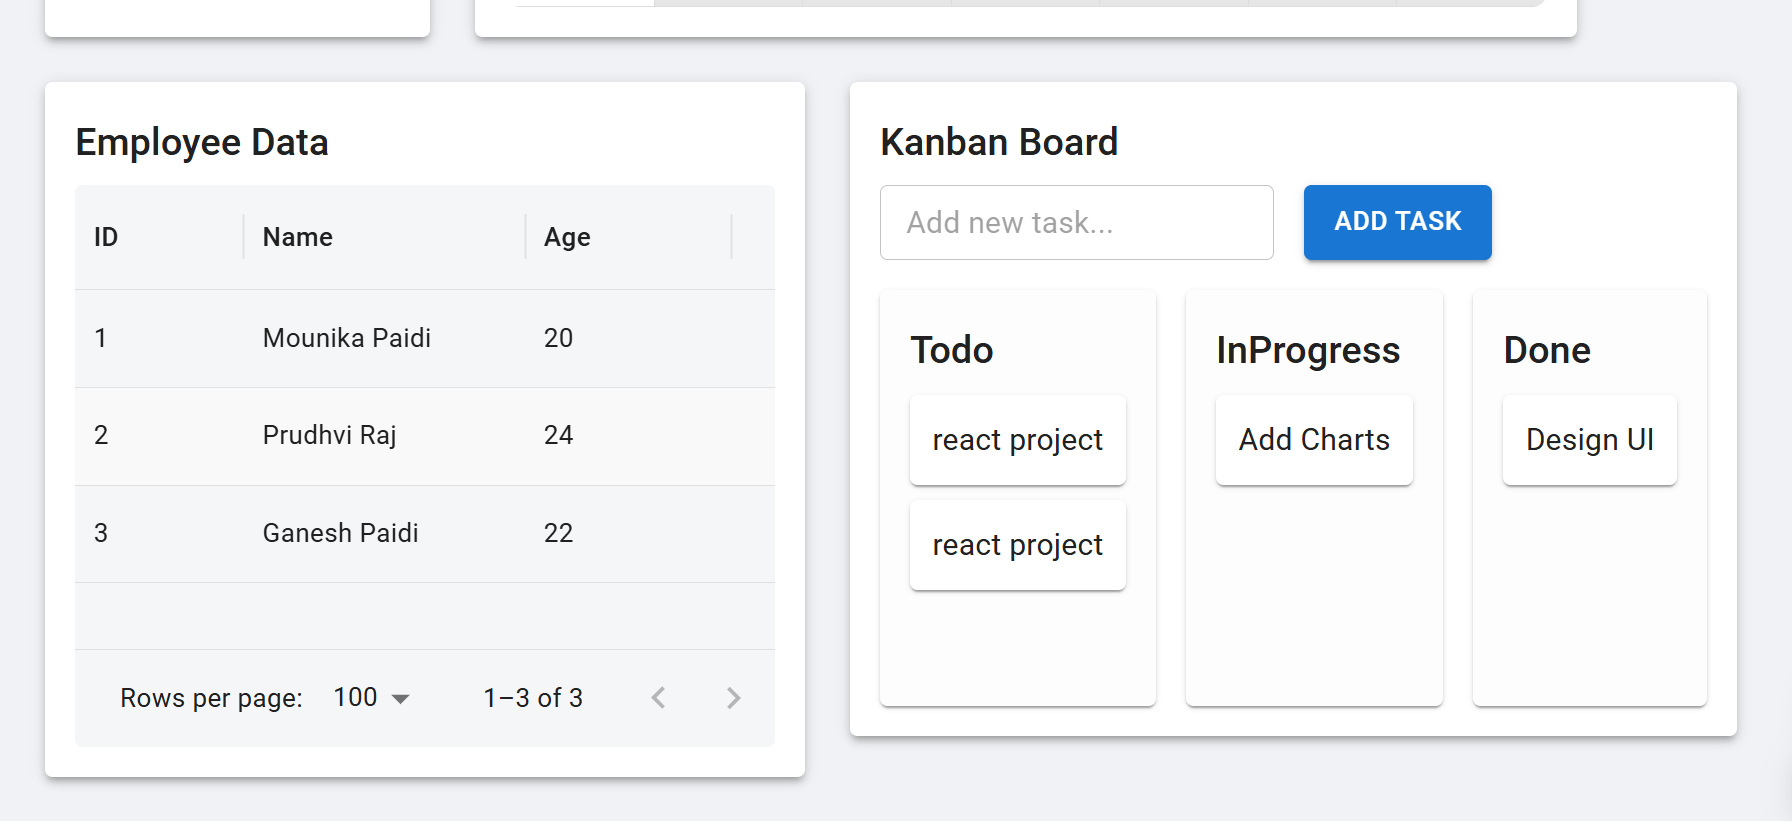 Employee Data
ID Name Age
1 Mounika Paidi 20
2 Prudhvi Raj 24
3 Ganesh Paidi 22
Rows per page: 100 1–3 of 3
Kanban Board
Add new task...
ADD TASK
Todo
react project
react project
InProgress
Add Charts
Done
Design UI